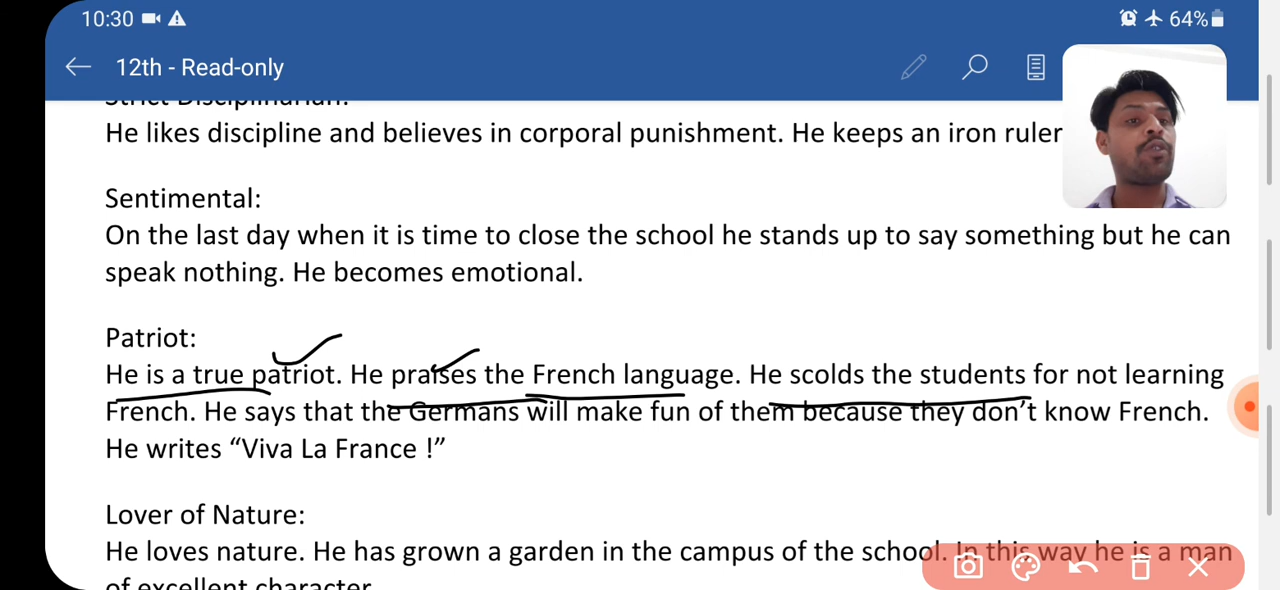 10:30 64%
12th - Read-only
Strict Disciplinarian:
He likes discipline and believes in corporal punishment. He keeps an iron ruler
Sentimental:
On the last day when it is time to close the school he stands up to say something but he can
speak nothing. He becomes emotional.
Patriot:
He is a true patriot. He praises the French language. He scolds the students for not learning
French. He says that the Germans will make fun of them because they don’t know French.
He writes “Viva La France !”
Lover of Nature:
He loves nature. He has grown a garden in the campus of the school. In this way he is a man
of excellent character